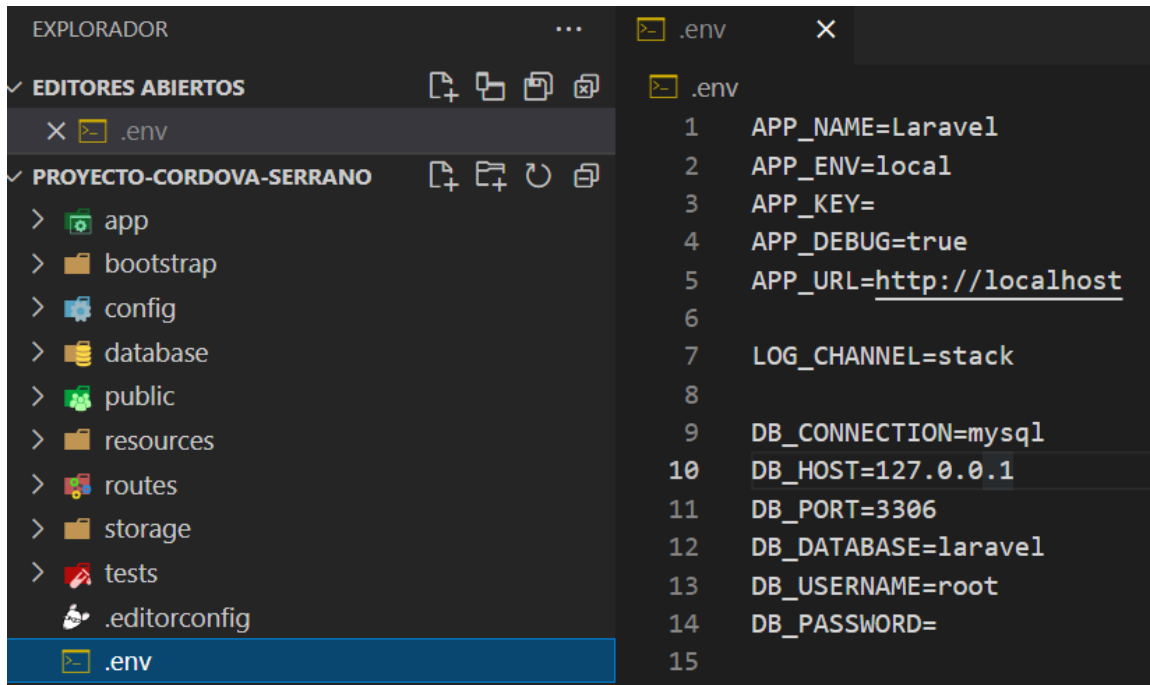 EXPLORADOR
EDITORES ABIERTOS
.env
PROYECTO-CORDOVA-SERRANO
app
bootstrap
config
database
public
resources
routes
storage
tests
.editorconfig
.env
.env
.env
1 APP_NAME=Laravel
2 APP_ENV=local
3 APP_KEY=
4 APP_DEBUG=true
5 APP_URL=http://localhost
6
7 LOG_CHANNEL=stack
8
9 DB_CONNECTION=mysql
10 DB_HOST=127.0.0.1
11 DB_PORT=3306
12 DB_DATABASE=laravel
13 DB_USERNAME=root
14 DB_PASSWORD=
15